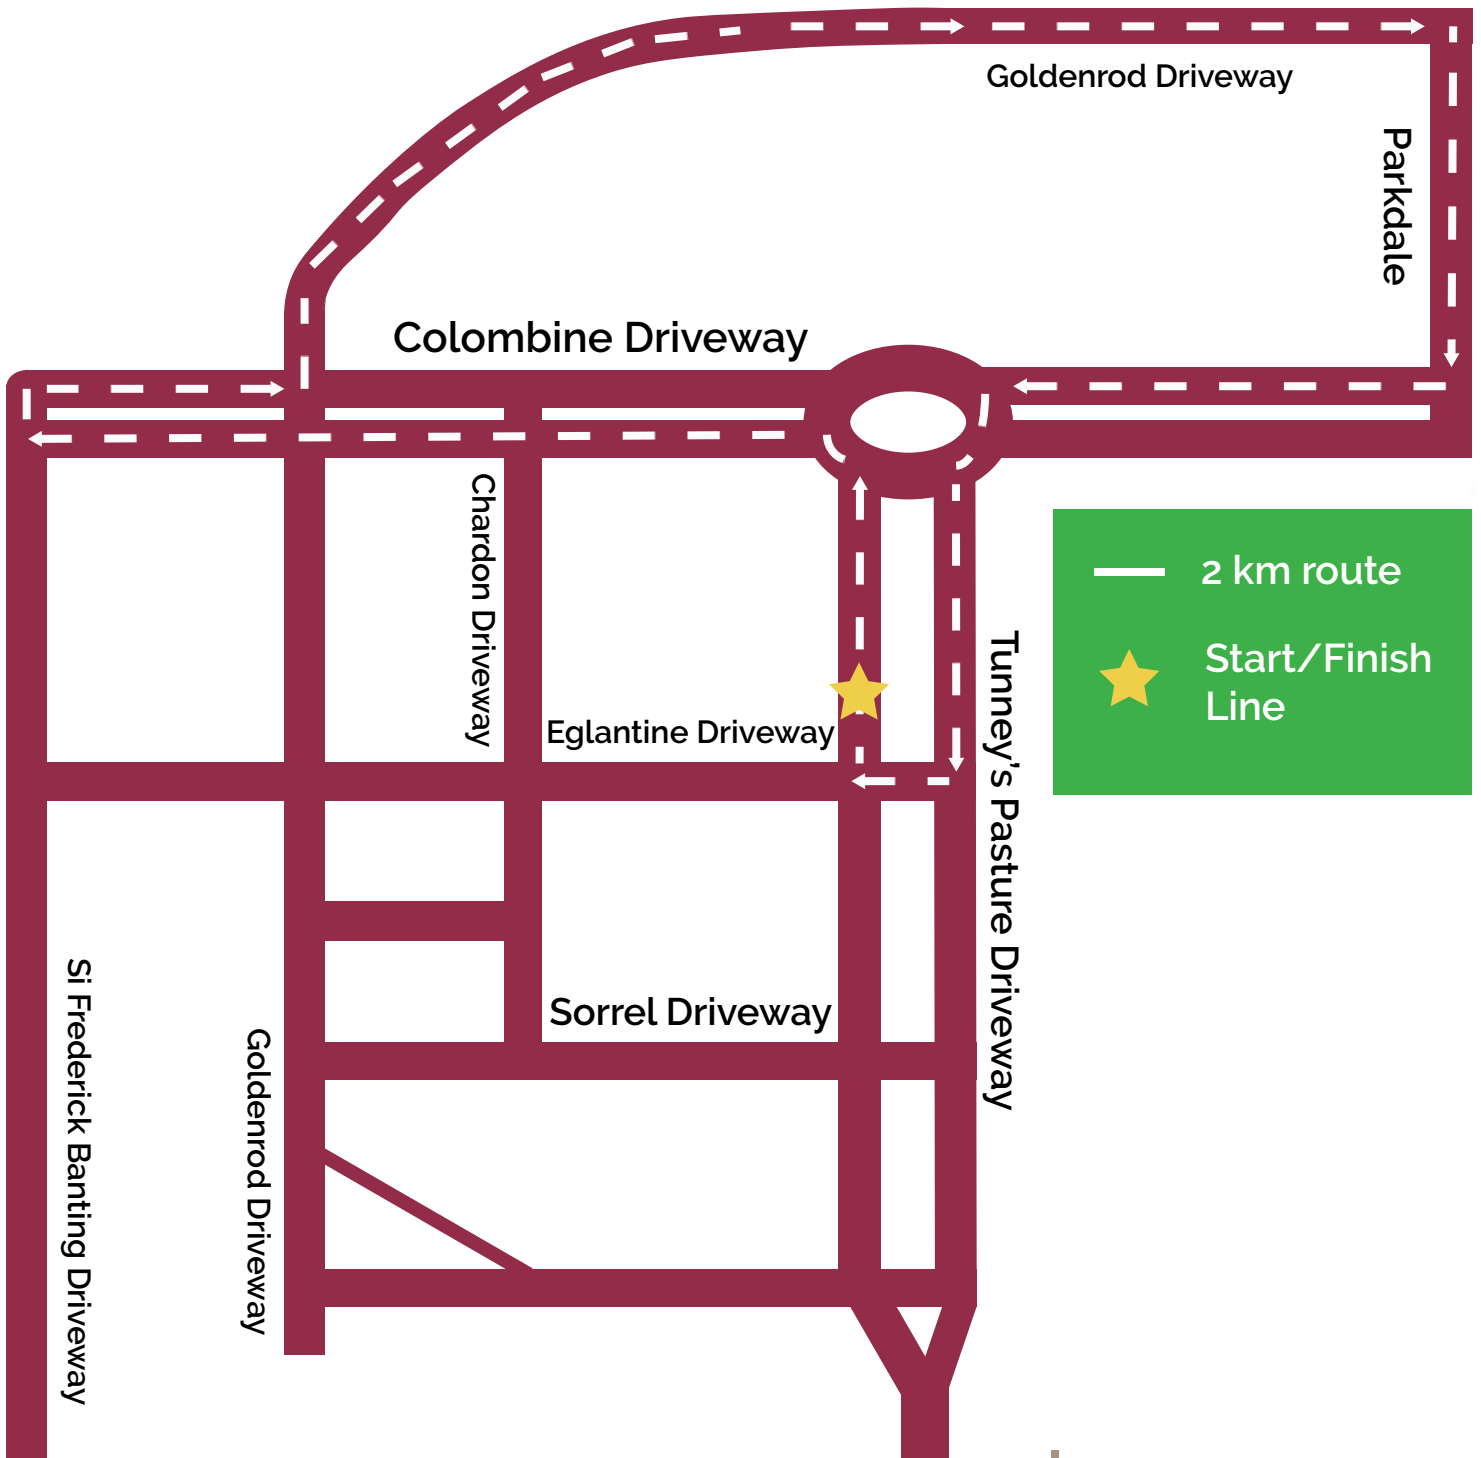 Goldenrod Driveway
Parkdale
Colombine Driveway
Chardon Driveway
2 km route
Start/Finish
Line
Eglantine Driveway
Tunney's Pasture Driveway
Sorrel Driveway
Si Frederick Banting Driveway
Goldenrod Driveway